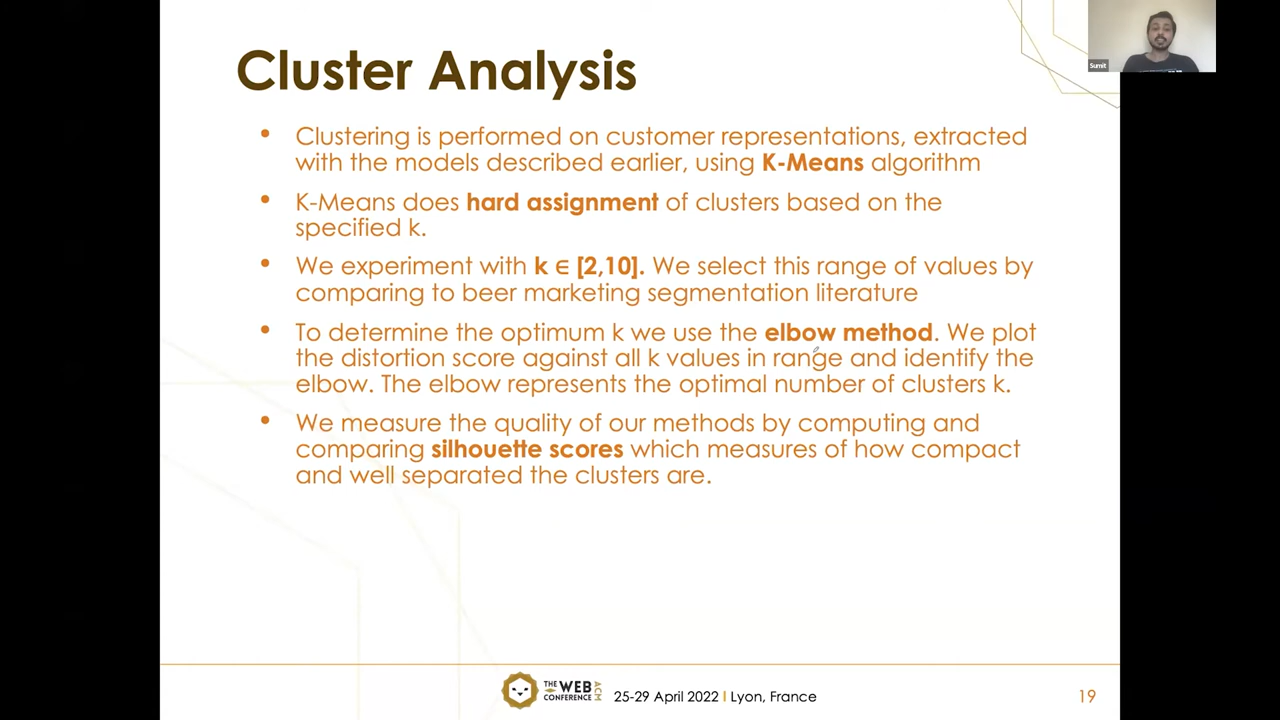 Cluster Analysis
Sumit
• Clustering is performed on customer representations, extracted
with the models described earlier, using K-Means algorithm
• K-Means does hard assignment of clusters based on the
specified k.
• We experiment with k ∈ [2,10]. We select this range of values by
comparing to beer marketing segmentation literature
• To determine the optimum k we use the elbow method. We plot
the distortion score against all k values in range and identify the
elbow. The elbow represents the optimal number of clusters k.
• We measure the quality of our methods by computing and
comparing silhouette scores which measures of how compact
and well separated the clusters are.
THE WEB
CONFERENCE
ACM
25-29 April 2022 I Lyon, France
19